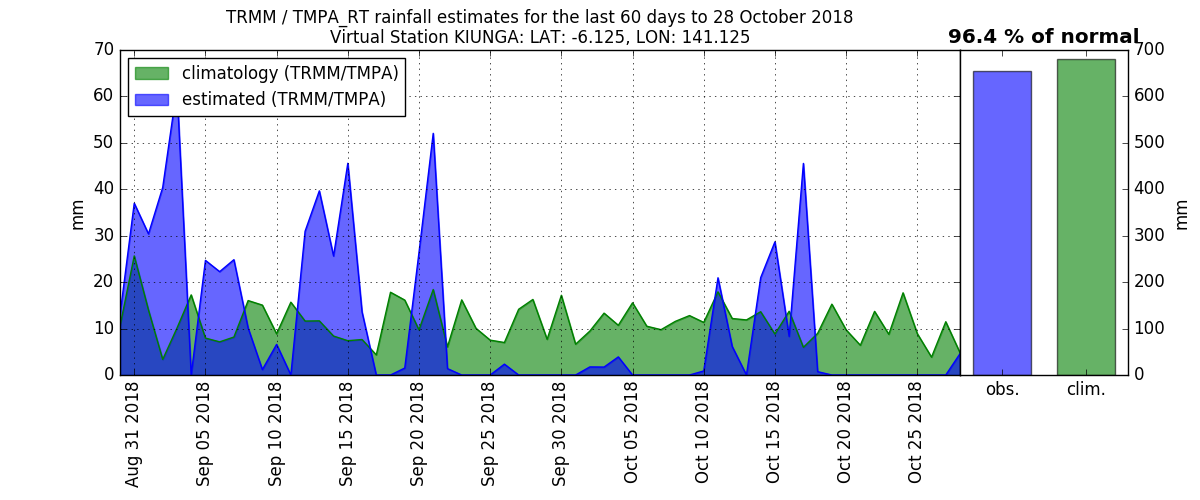 TRMM / TMPA_RT rainfall estimates for the last 60 days to 28 October 2018
Virtual Station KIUNGA: LAT: -6.125, LON: 141.125
96.4 % of normal
climatology (TRMM/TMPA)
estimated (TRMM/TMPA)
70
60
50
40
30
20
10
0
mm
700
600
500
400
300
200
100
0
mm
Aug 31 2018
Sep 05 2018
Sep 10 2018
Sep 15 2018
Sep 20 2018
Sep 25 2018
Sep 30 2018
Oct 05 2018
Oct 10 2018
Oct 15 2018
Oct 20 2018
Oct 25 2018
obs.
clim.